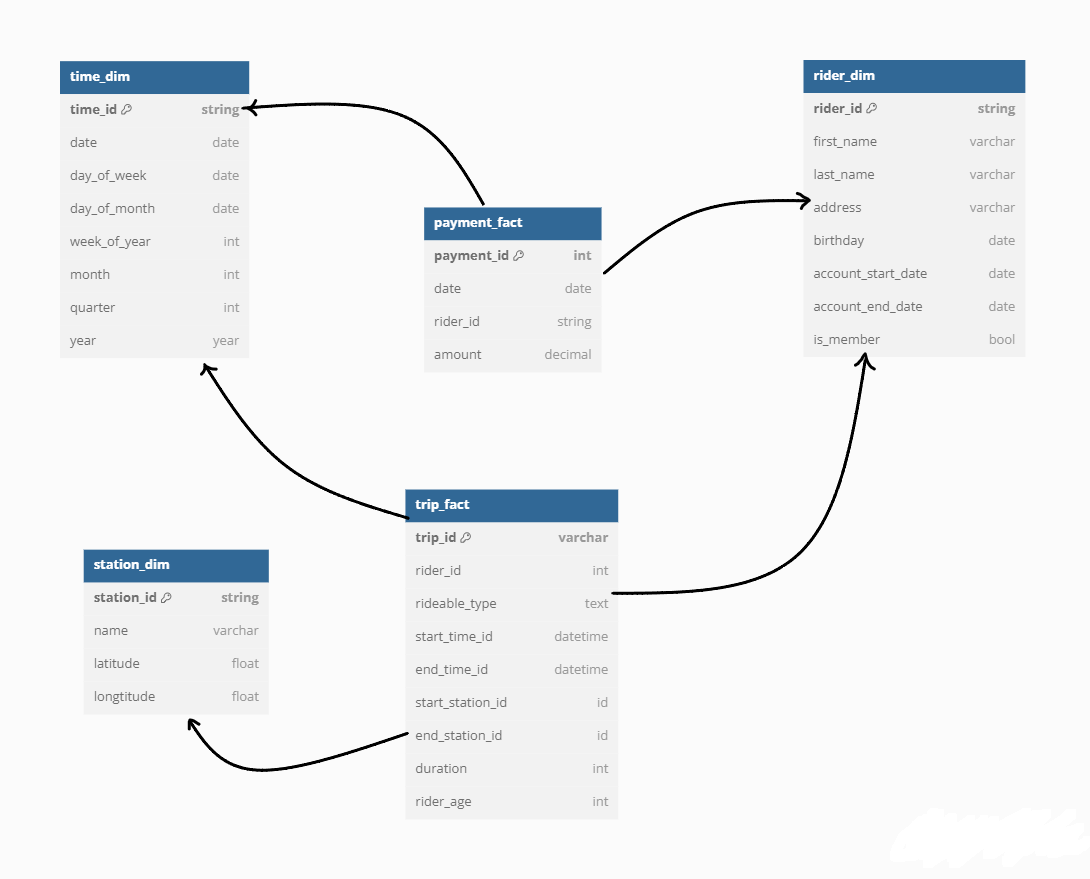 time_dim
time_id string
date date
day_of_week date
day_of_month date
week_of_year int
month int
quarter int
year year
rider_dim
rider_id string
first_name varchar
last_name varchar
address varchar
birthday date
account_start_date date
account_end_date date
is_member bool
payment_fact
payment_id int
date date
rider_id string
amount decimal
trip_fact
trip_id varchar
rider_id int
rideable_type text
start_time_id datetime
end_time_id datetime
start_station_id id
end_station_id id
duration int
rider_age int
station_dim
station_id string
name varchar
latitude float
longtitude float